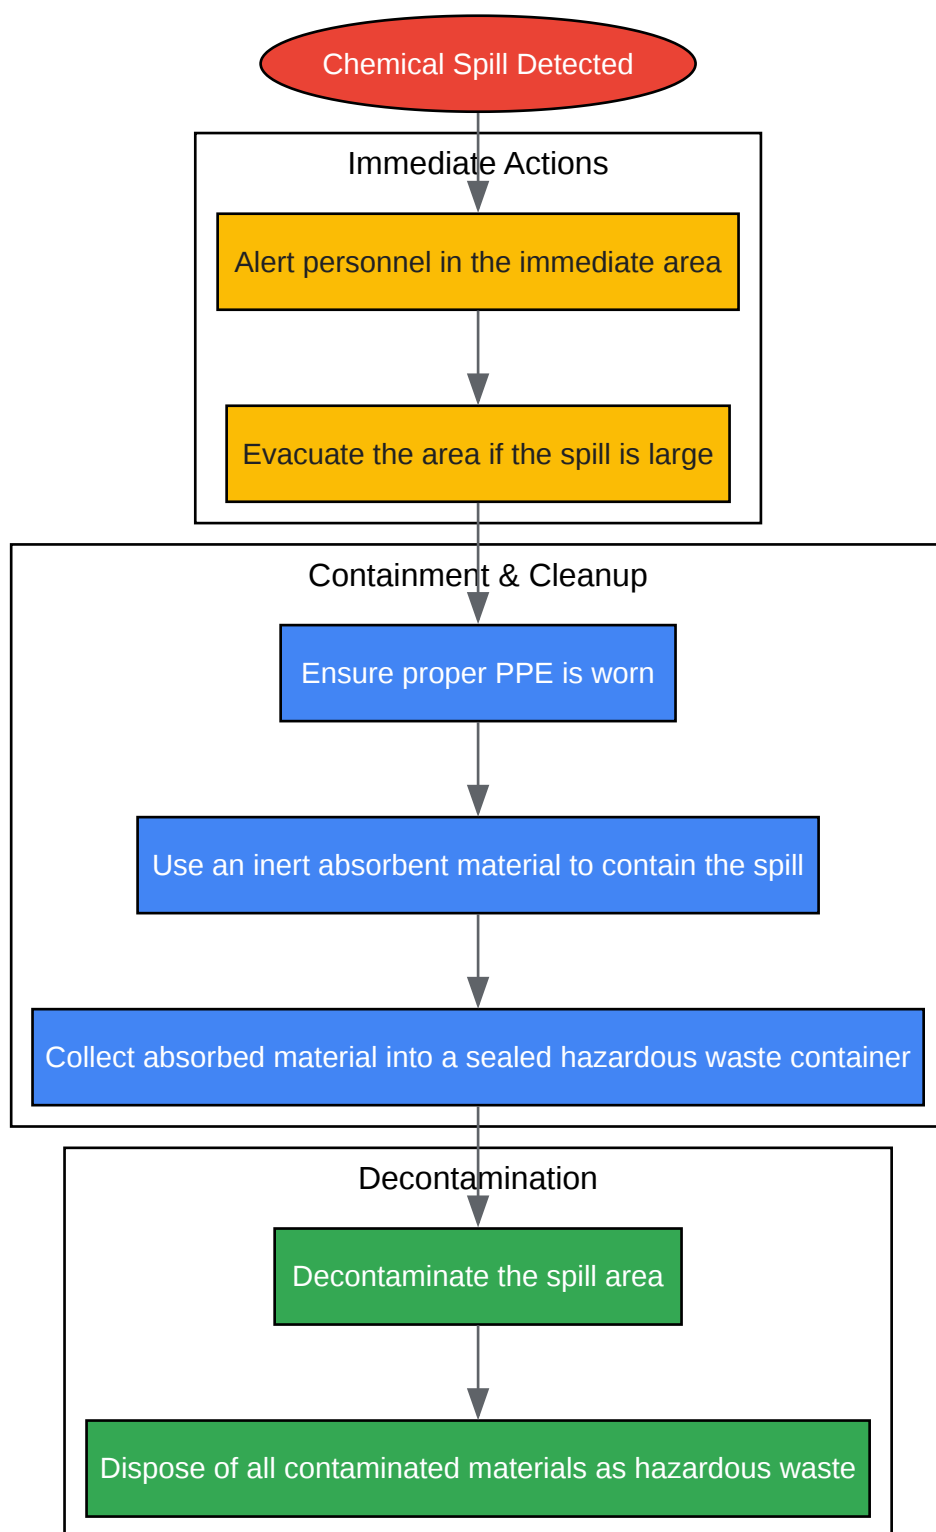 Chemical Spill Detected
Immediate Actions
Alert personnel in the immediate area
Evacuate the area if the spill is large
Containment & Cleanup
Ensure proper PPE is worn
Use an inert absorbent material to contain the spill
Collect absorbed material into a sealed hazardous waste container
Decontamination
Decontaminate the spill area
Dispose of all contaminated materials as hazardous waste